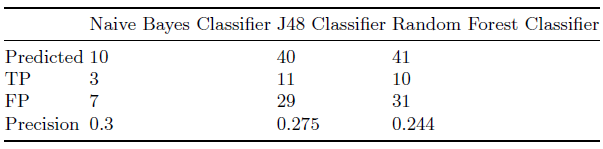 Naive Bayes Classifier J48 Classifier Random Forest Classifier
Predicted 10 40 41
TP 3 11 10
FP 7 29 31
Precision 0.3 0.275 0.244